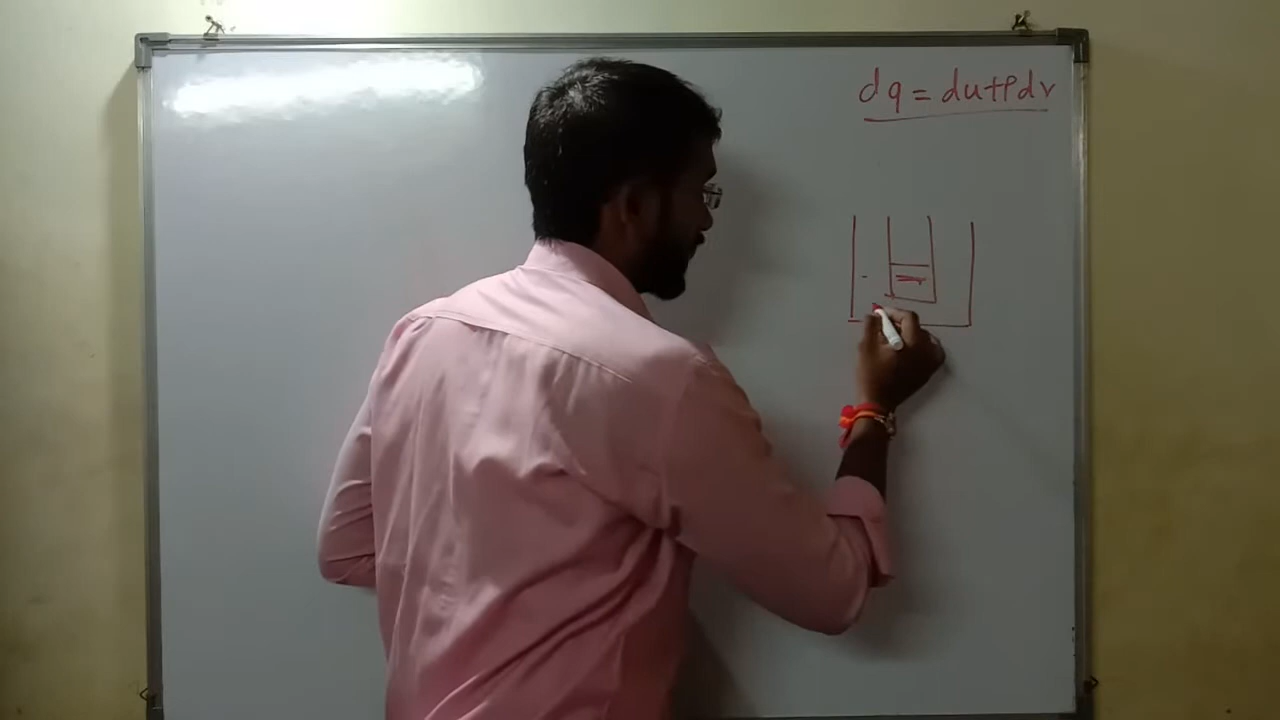 dq = du+Pdv